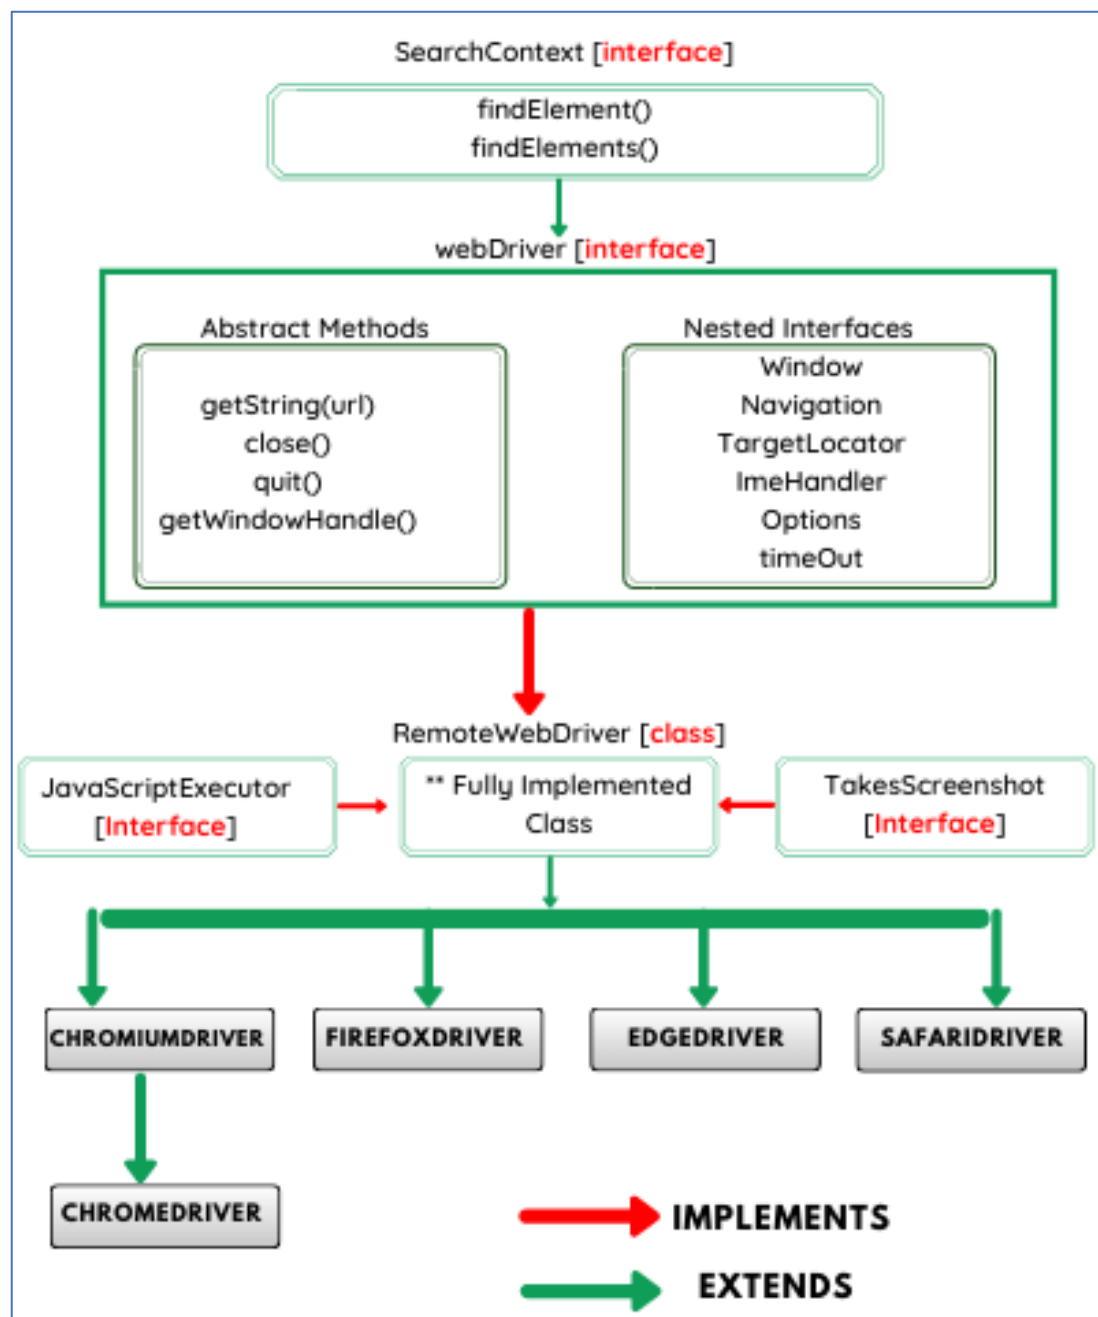 SearchContext [interface]
findElement()
findElements()
webDriver [interface]
Abstract Methods
getString(url)
close()
quit()
getWindowHandle()
Nested Interfaces
Window
Navigation
TargetLocator
ImeHandler
Options
timeOut
RemoteWebDriver [class]
JavaScriptExecutor
[Interface]
** Fully Implemented
Class
TakesScreenshot
[Interface]
CHROMIUMDRIVER
FIREFOXDRIVER
EDGEDRIVER
SAFARIDRIVER
CHROMEDRIVER
IMPLEMENTS
EXTENDS